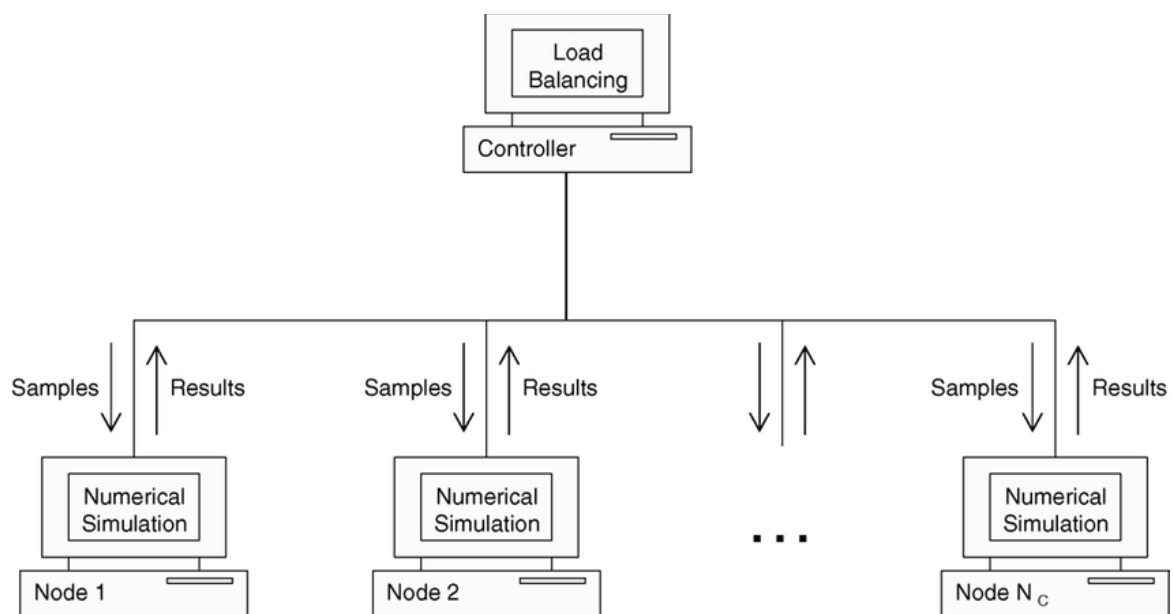 Load
Balancing
Controller
Samples
Results
Samples
Results
Samples
Results
Numerical
Simulation
Numerical
Simulation
...
Numerical
Simulation
Node 1
Node 2
Node N C